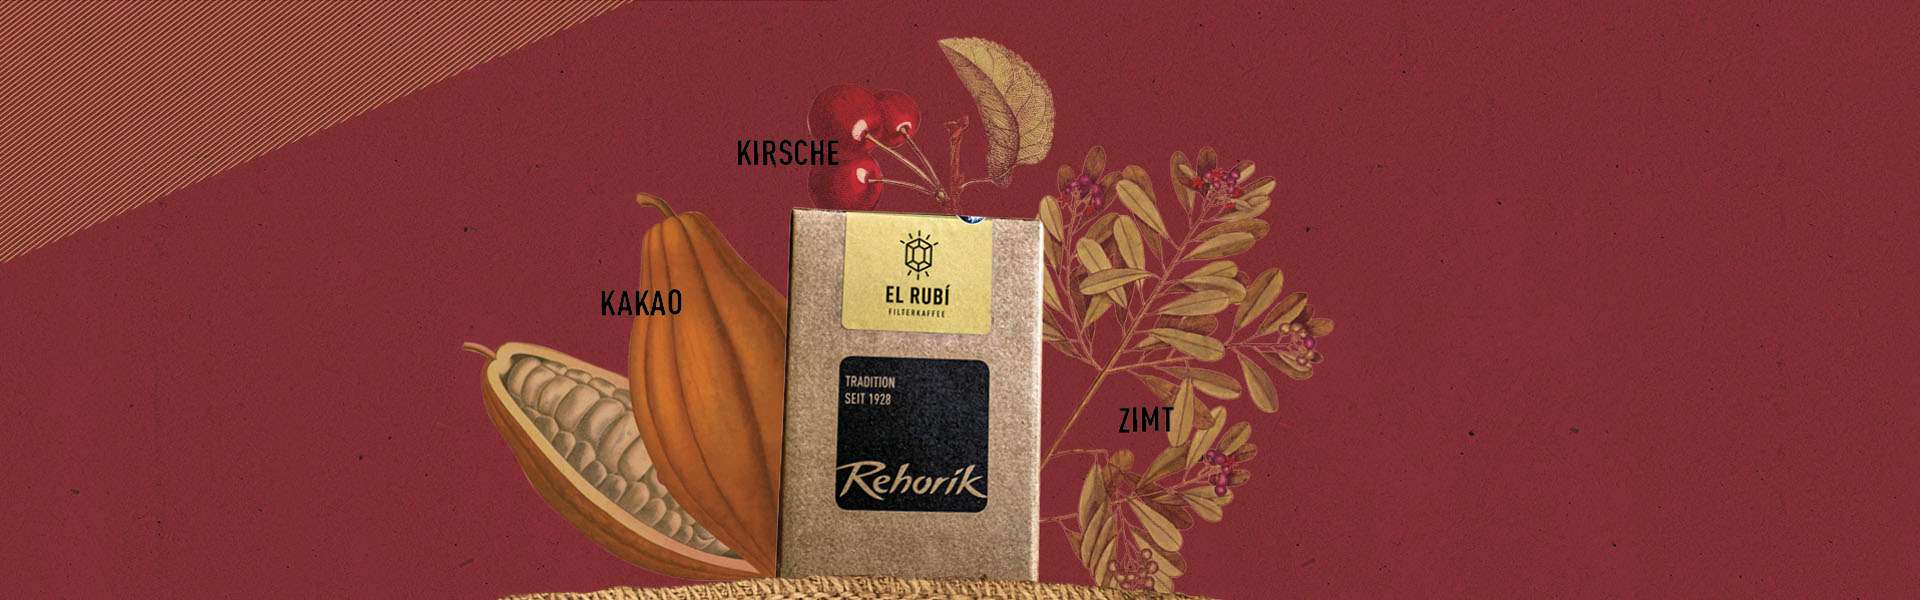 KIRSCHE
KAKAO
EL RUBÍ
FILTERKAFFEE
TRADITION
SEIT 1928
Rehorik
ZIMT